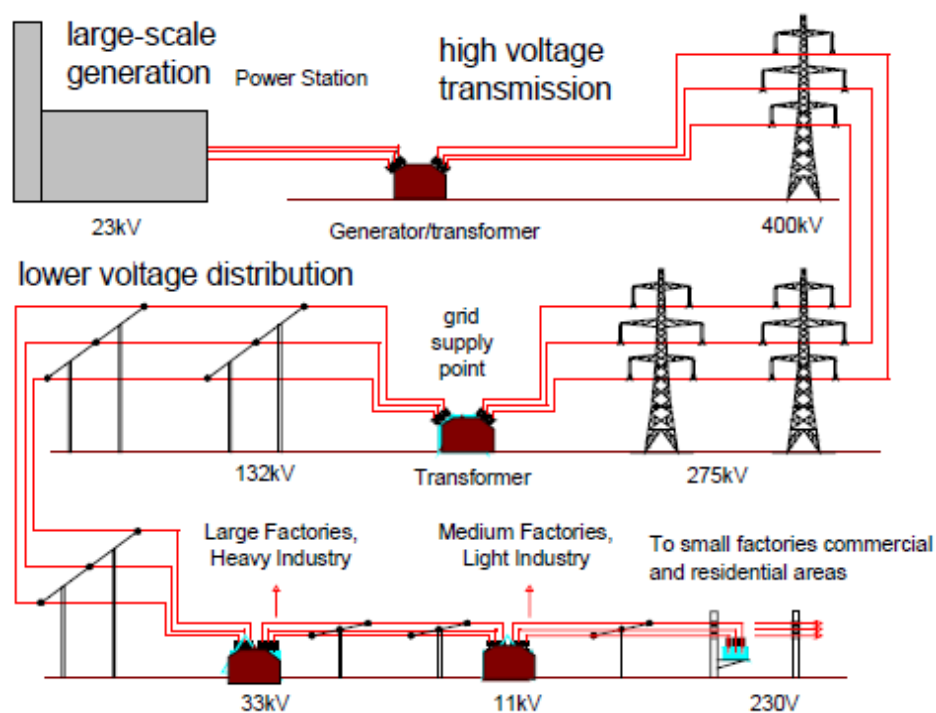 large-scale
generation
Power Station
high voltage
transmission
23kV
Generator/transformer
400kV
lower voltage distribution
grid
supply
point
132kV
Transformer
275kV
Large Factories,
Heavy Industry
Medium Factories,
Light Industry
To small factories commercial
and residential areas
33kV
11kV
230V